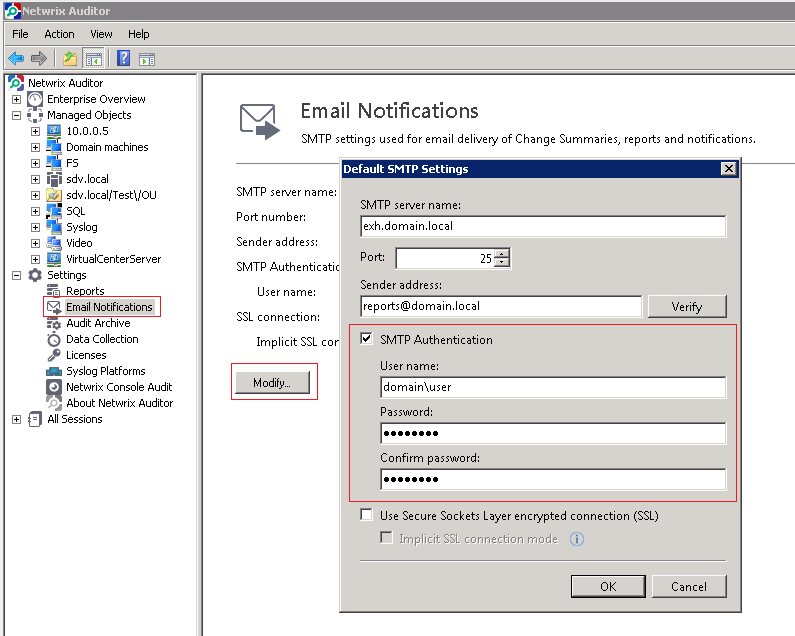 Netwrix Auditor
File Action View Help
Netwrix Auditor
Enterprise Overview
Managed Objects
10.0.0.5
Domain machines
FS
sdv.local
sdv.local/Test\/OU
SQL
Syslog
Video
VirtualCenterServer
Settings
Reports
Email Notifications
Audit Archive
Data Collection
Licenses
Syslog Platforms
Netwrix Console Audit
About Netwrix Auditor
All Sessions
Email Notifications
SMTP settings used for email delivery of Change Summaries, reports and notifications.
SMTP server name:
Port number:
Sender address:
SMTP Authenticatio
User name:
SSL connection:
Implicit SSL cor
Modify...
Default SMTP Settings
SMTP server name:
exh.domain.local
Port: 25
Sender address:
reports@domain.local Verify
SMTP Authentication
User name:
domain\user
Password:
●●●●●●●●
Confirm password:
●●●●●●●●
Use Secure Sockets Layer encrypted connection (SSL)
Implicit SSL connection mode
OK Cancel